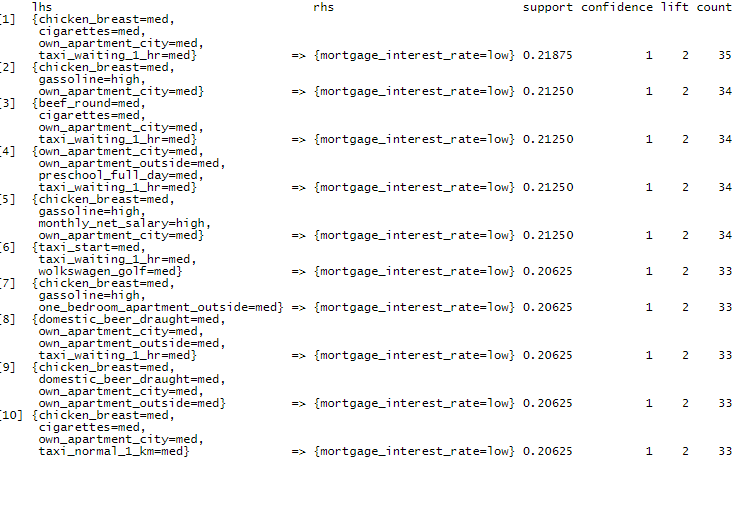 lhs rhs support confidence lift count
[1] {chicken_breast=med,
cigarettes=med,
own_apartment_city=med,
taxi_waiting_1_hr=med} => {mortgage_interest_rate=low} 0.21875 1 2 35
[2] {chicken_breast=med,
gassoline=high,
own_apartment_city=med} => {mortgage_interest_rate=low} 0.21250 1 2 34
[3] {beef_round=med,
cigarettes=med,
own_apartment_city=med,
taxi_waiting_1_hr=med} => {mortgage_interest_rate=low} 0.21250 1 2 34
[4] {own_apartment_city=med,
own_apartment_outside=med,
preschool_full_day=med,
taxi_waiting_1_hr=med} => {mortgage_interest_rate=low} 0.21250 1 2 34
[5] {chicken_breast=med,
gassoline=high,
monthly_net_salary=high,
own_apartment_city=med} => {mortgage_interest_rate=low} 0.21250 1 2 34
[6] {taxi_start=med,
taxi_waiting_1_hr=med,
wolkswagen_golf=med} => {mortgage_interest_rate=low} 0.20625 1 2 33
[7] {chicken_breast=med,
gassoline=high,
one_bedroom_apartment_outside=med} => {mortgage_interest_rate=low} 0.20625 1 2 33
[8] {domestic_beer_draught=med,
own_apartment_city=med,
own_apartment_outside=med,
taxi_waiting_1_hr=med} => {mortgage_interest_rate=low} 0.20625 1 2 33
[9] {chicken_breast=med,
domestic_beer_draught=med,
own_apartment_city=med,
own_apartment_outside=med} => {mortgage_interest_rate=low} 0.20625 1 2 33
[10] {chicken_breast=med,
cigarettes=med,
own_apartment_city=med,
taxi_normal_1_km=med} => {mortgage_interest_rate=low} 0.20625 1 2 33